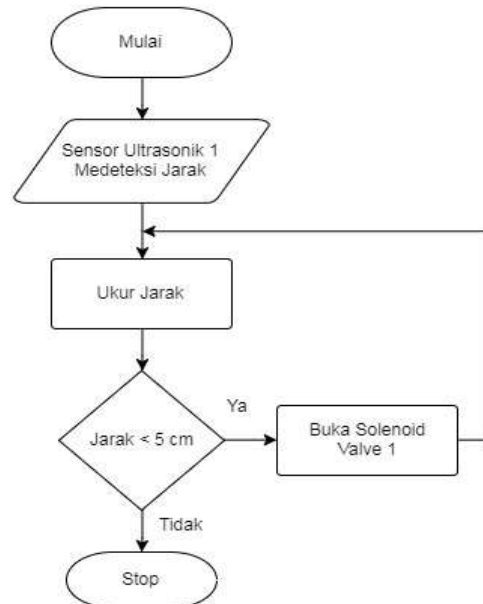 Mulai
Sensor Ultrasonik 1
Medeteksi Jarak
Ukur Jarak
Jarak < 5 cm
Ya
Buka Solenoid
Valve 1
Tidak
Stop